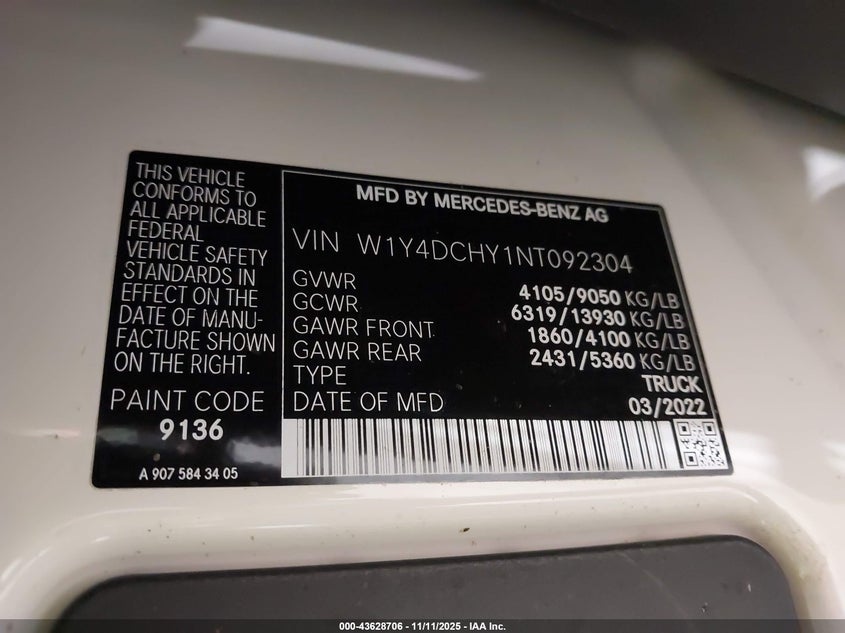 THIS VEHICLE
CONFORMS TO
ALL APPLICABLE
FEDERAL
VEHICLE SAFETY
STANDARDS IN
EFFECT ON THE
DATE OF MANU-
FACTURE SHOWN
ON THE RIGHT.
PAINT CODE
9136
A 907 584 34 05
MFD BY MERCEDES-BENZ AG
VIN W1Y4DCHY1NT092304
GVWR 4105/9050 KG/LB
GCWR 6319/13930 KG/LB
GAWR FRONT 1860/4100 KG/LB
GAWR REAR 2431/5360 KG/LB
TYPE TRUCK
DATE OF MFD 03/2022
000-43628706 - 11/11/2025 - IAA Inc.